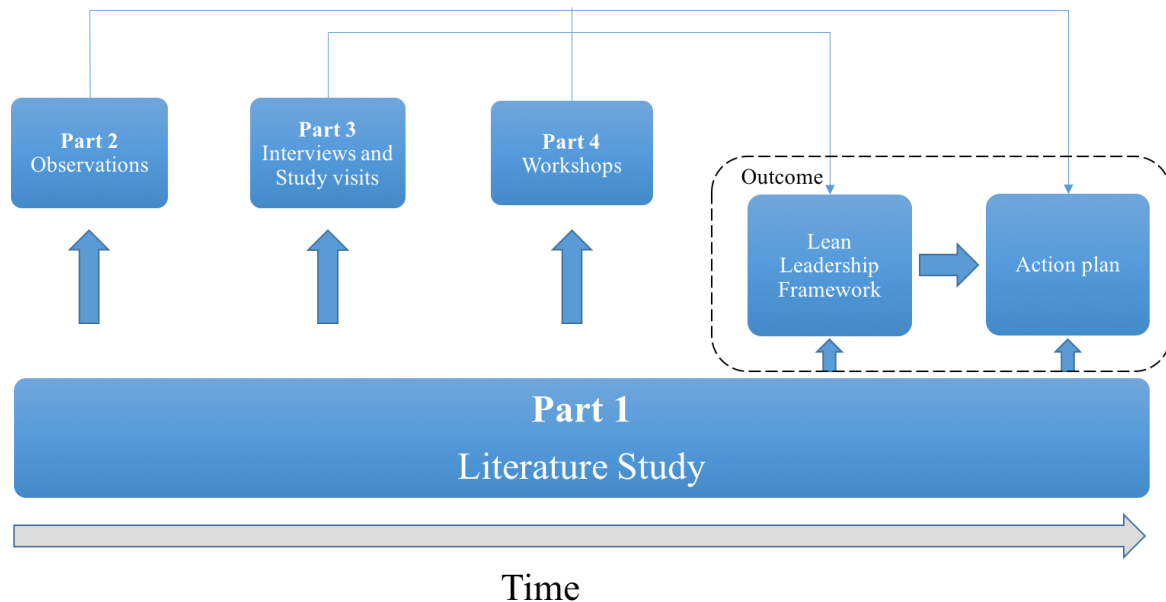 Part 2
Observations
Part 3
Interviews and
Study visits
Part 4
Workshops
Outcome
Lean
Leadership
Framework
Action plan
Part 1
Literature Study
Time